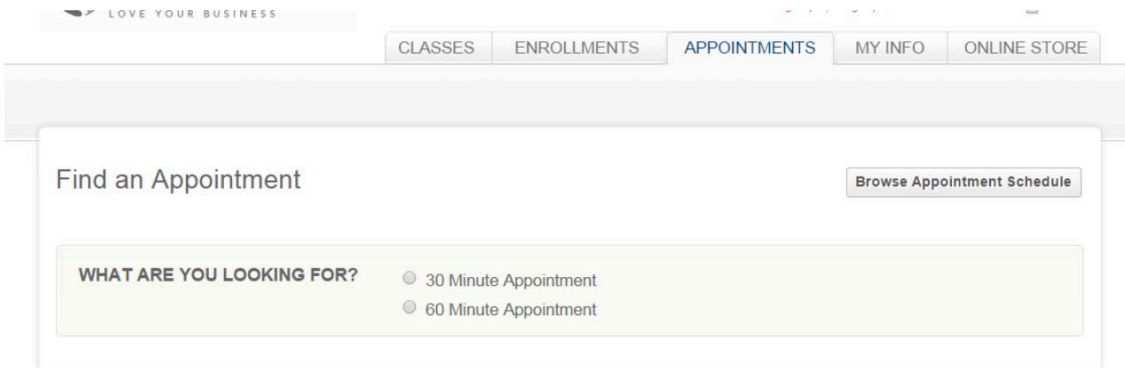 LOVE YOUR BUSINESS
CLASSES ENROLLMENTS APPOINTMENTS MY INFO ONLINE STORE
Find an Appointment
Browse Appointment Schedule
WHAT ARE YOU LOOKING FOR?
30 Minute Appointment
60 Minute Appointment